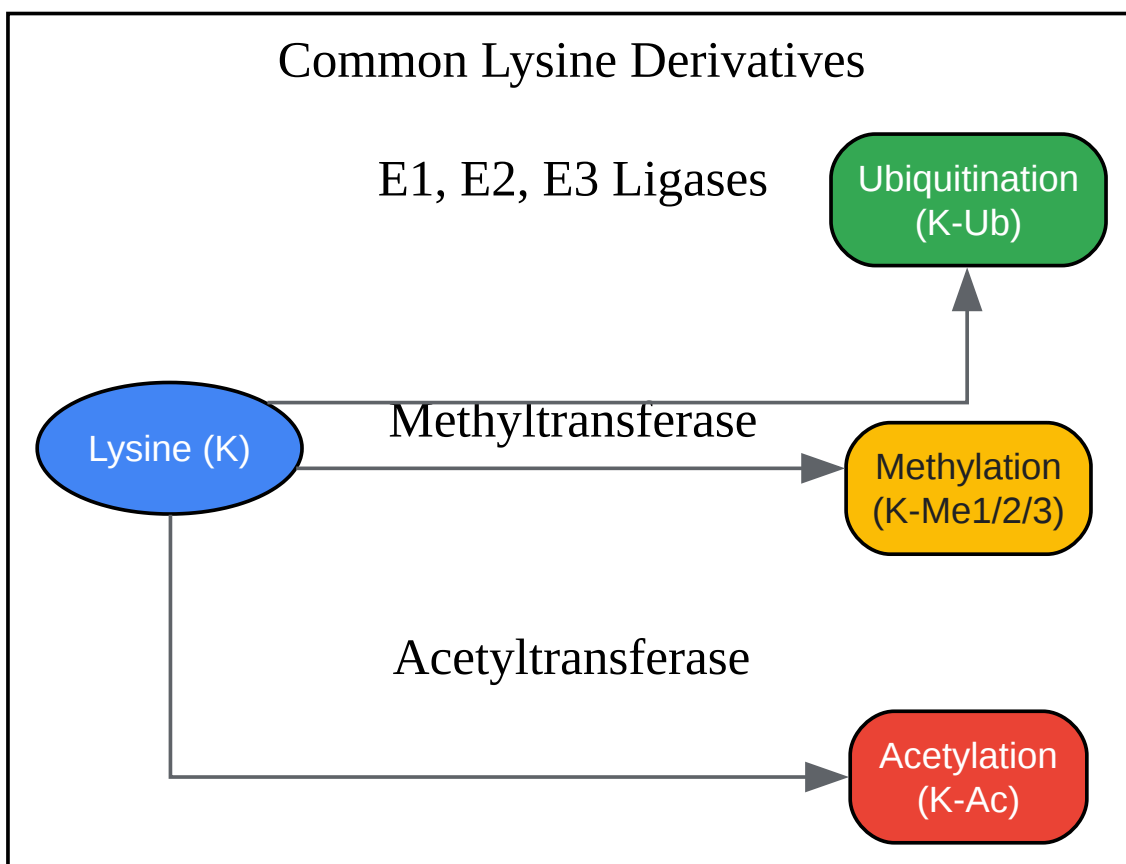 Common Lysine Derivatives
E1, E2, E3 Ligases
Ubiquitination
(K-Ub)
Methyltransferase
Lysine (K)
Methylation
(K-Me1/2/3)
Acetyltransferase
Acetylation
(K-Ac)